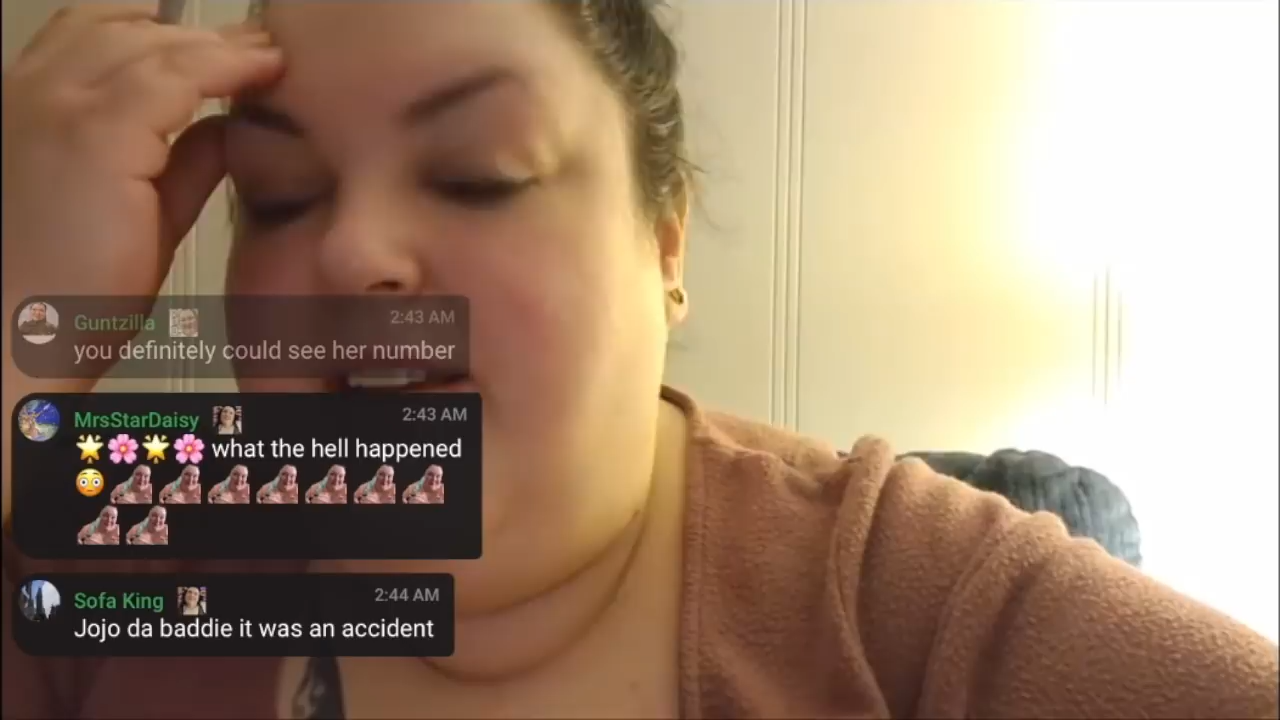 Guntzilla 2:43 AM
you definitely could see her number
MrsStarDaisy 2:43 AM
🌟🌸🌟🌸 what the hell happened
😳
Sofa King 2:44 AM
Jojo da baddie it was an accident